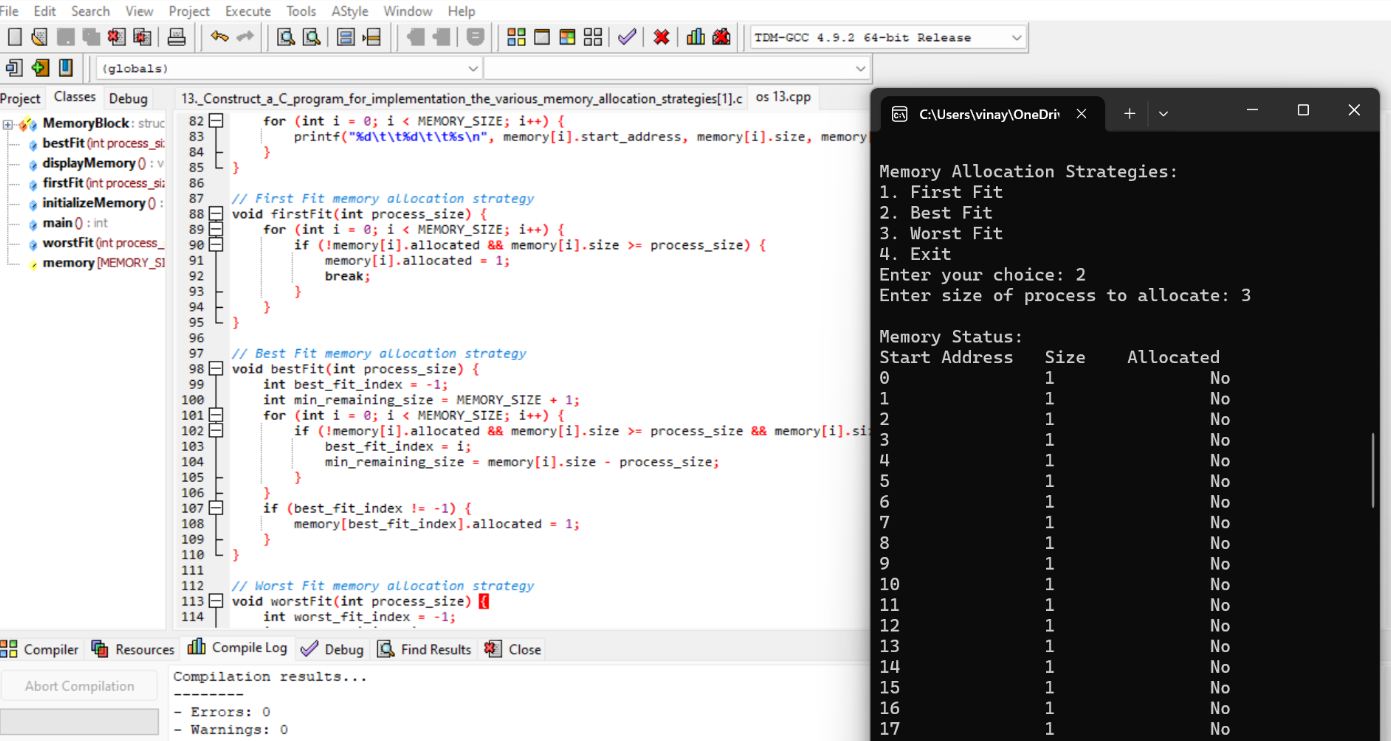 File Edit Search View Project Execute Tools AStyle Window Help
TDM-GCC 4.9.2 64-bit Release
(globals)
Project Classes Debug
13._Construct_a_C_program_for_implementation_the_various_memory_allocation_strategies[1].c os 13.cpp
MemoryBlock : struc
bestFit (int process_si
displayMemory () : v
firstFit (int process_siz
initializeMemory () :
main () : int
worstFit (int process_
memory [MEMORY_SI
82 for (int i = 0; i < MEMORY_SIZE; i++) {
83 printf("%d\t\t%d\t\t%s\n", memory[i].start_address, memory[i].size, memory
84 }
85 }
86
87 // First Fit memory allocation strategy
88 void firstFit(int process_size) {
89 for (int i = 0; i < MEMORY_SIZE; i++) {
90 if (!memory[i].allocated && memory[i].size >= process_size) {
91 memory[i].allocated = 1;
92 break;
93 }
94 }
95 }
96
97 // Best Fit memory allocation strategy
98 void bestFit(int process_size) {
99 int best_fit_index = -1;
100 int min_remaining_size = MEMORY_SIZE + 1;
101 for (int i = 0; i < MEMORY_SIZE; i++) {
102 if (!memory[i].allocated && memory[i].size >= process_size && memory[i].si
103 best_fit_index = i;
104 min_remaining_size = memory[i].size - process_size;
105 }
106 }
107 if (best_fit_index != -1) {
108 memory[best_fit_index].allocated = 1;
109 }
110 }
111
112 // Worst Fit memory allocation strategy
113 void worstFit(int process_size) {
114 int worst_fit_index = -1;
Compiler Resources Compile Log Debug Find Results Close
Abort Compilation
Compilation results...
--------
- Errors: 0
- Warnings: 0
C:\Users\vinay\OneDriv
Memory Allocation Strategies:
1. First Fit
2. Best Fit
3. Worst Fit
4. Exit
Enter your choice: 2
Enter size of process to allocate: 3
Memory Status:
Start Address Size Allocated
0 1 No
1 1 No
2 1 No
3 1 No
4 1 No
5 1 No
6 1 No
7 1 No
8 1 No
9 1 No
10 1 No
11 1 No
12 1 No
13 1 No
14 1 No
15 1 No
16 1 No
17 1 No